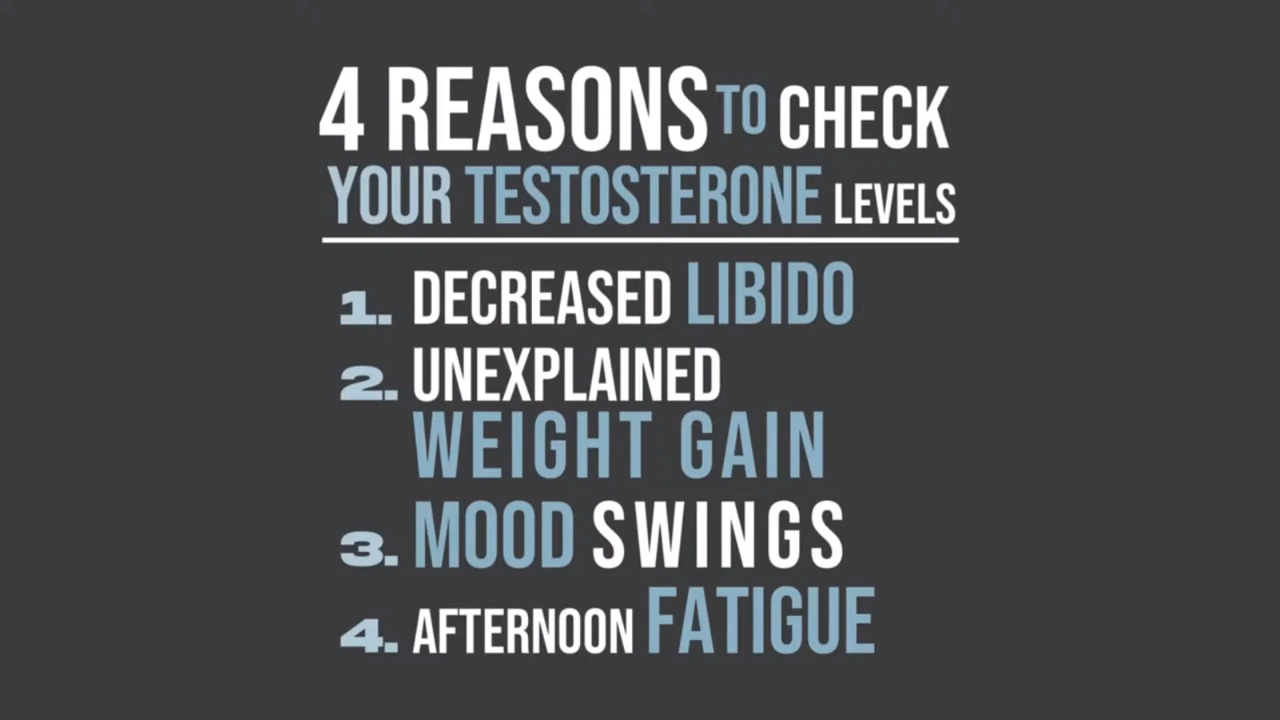 4 REASONS TO CHECK
YOUR TESTOSTERONE LEVELS
1. DECREASED LIBIDO
2. UNEXPLAINED
WEIGHT GAIN
3. MOOD SWINGS
4. AFTERNOON FATIGUE